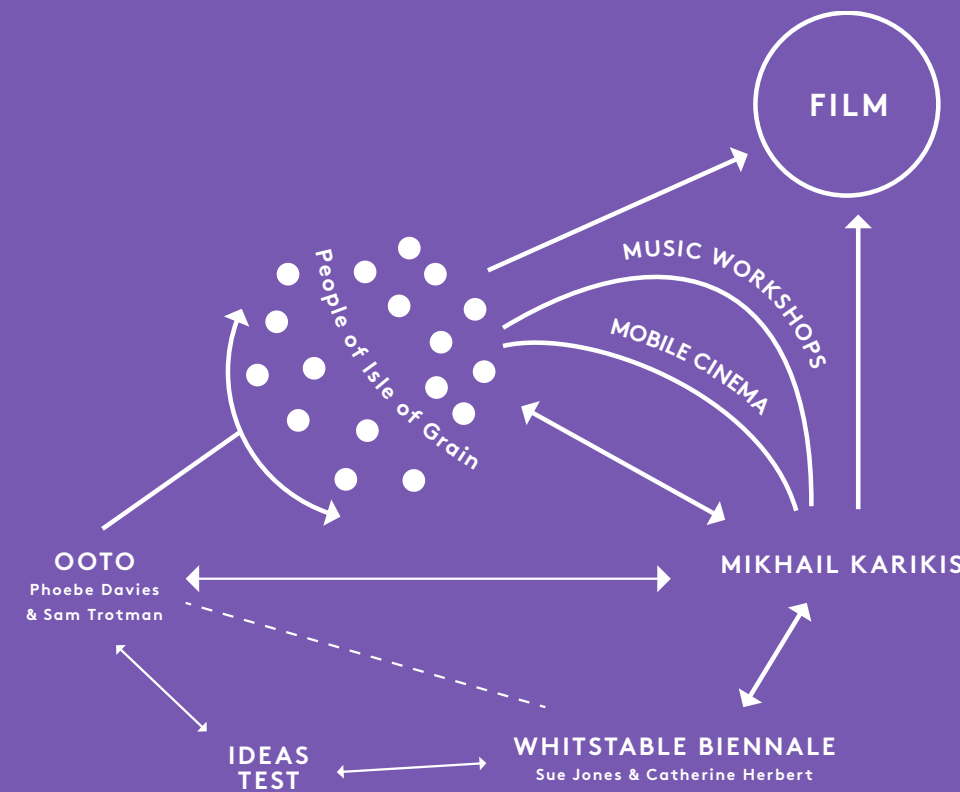 FILM
MUSIC WORKSHOPS
People of Isle of Grain
MOBILE CINEMA
OOTO
Phoebe Davies
& Sam Trotman
MIKHAIL KARIKIS
WHITSTABLE BIENNALE
Sue Jones & Catherine Herbert
IDEAS
TEST